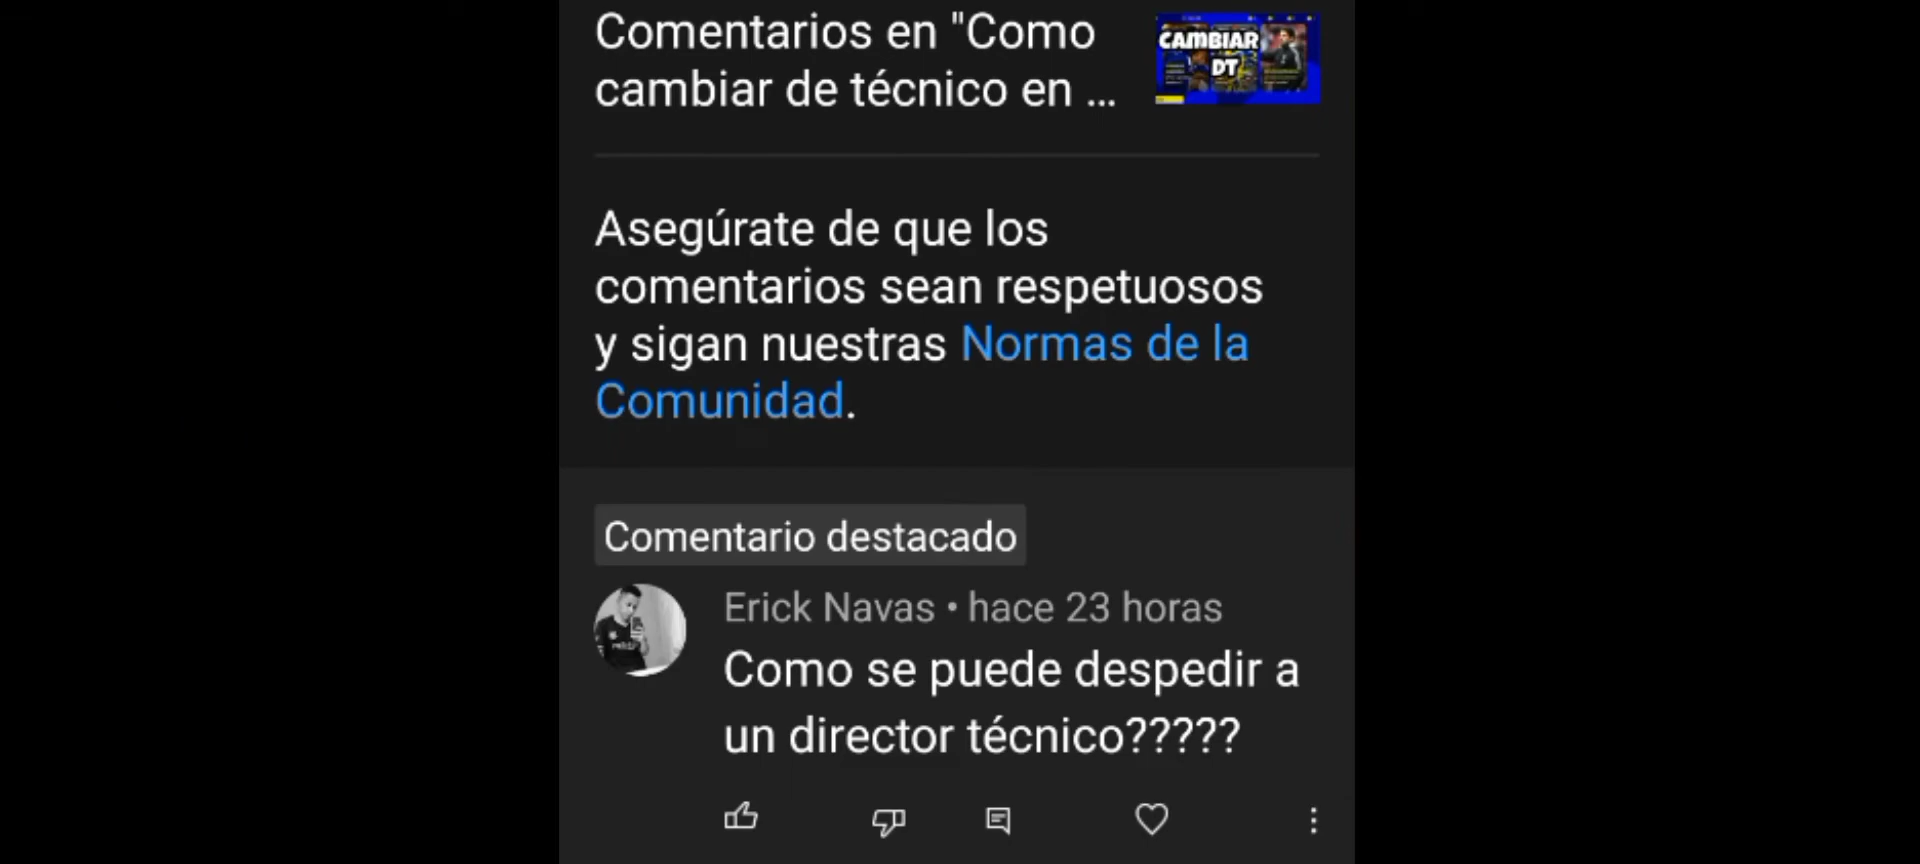 Comentarios en "Como
cambiar de técnico en ...
CAMBIAR
DT
Asegúrate de que los
comentarios sean respetuosos
y sigan nuestras Normas de la
Comunidad.
Comentario destacado
Erick Navas • hace 23 horas
Como se puede despedir a
un director técnico?????